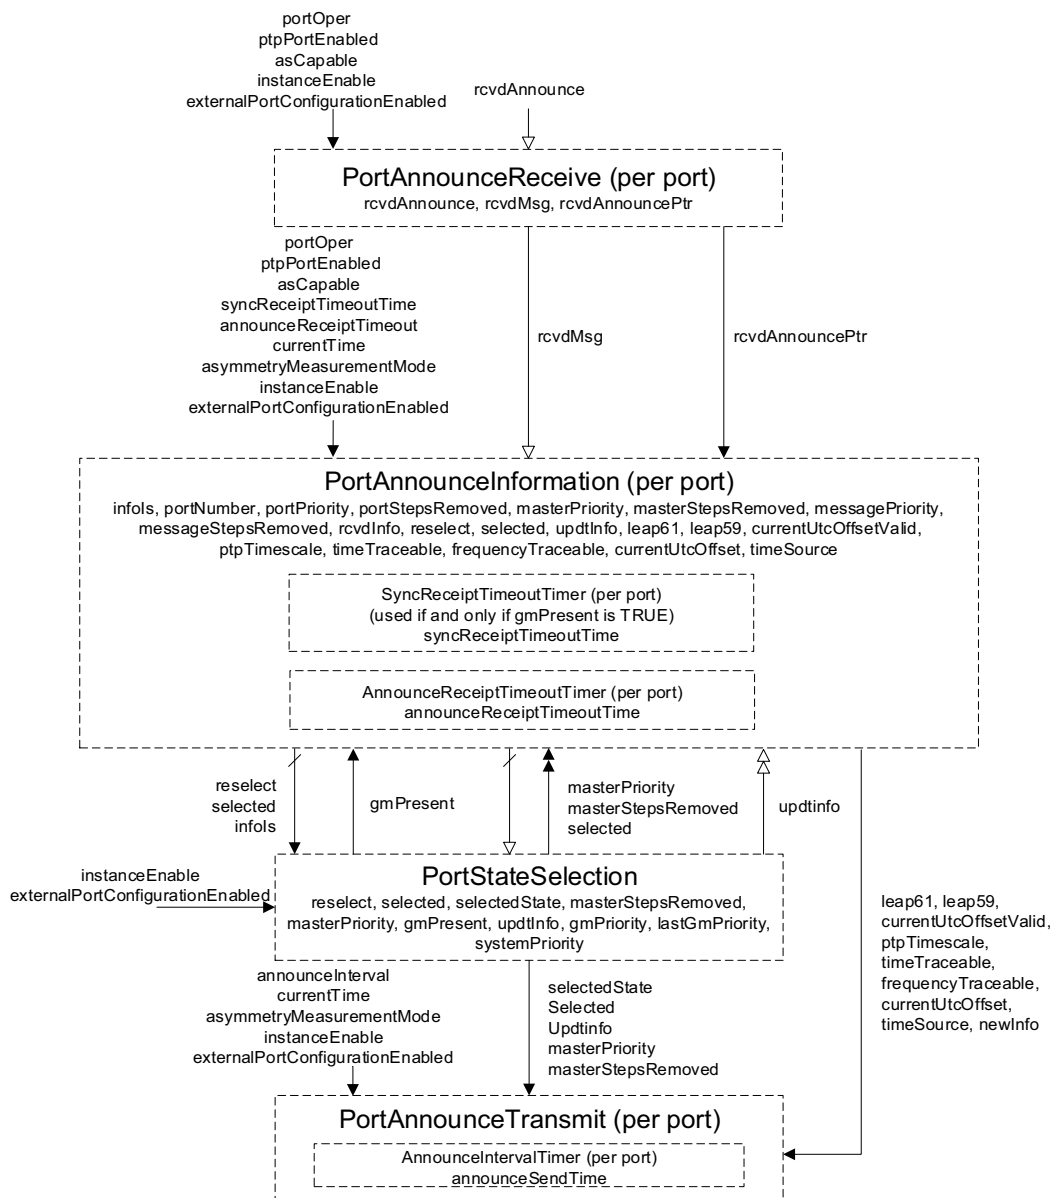 portOper
ptpPortEnabled
asCapable
instanceEnable
externalPortConfigurationEnabled
rcvdAnnounce
PortAnnounceReceive (per port)
rcvdAnnounce, rcvdMsg, rcvdAnnouncePtr
portOper
ptpPortEnabled
asCapable
syncReceiptTimeoutTime
announceReceiptTimeout
currentTime
asymmetryMeasurementMode
instanceEnable
externalPortConfigurationEnabled
rcvdMsg
rcvdAnnouncePtr
PortAnnounceInformation (per port)
infoIs, portNumber, portPriority, portStepsRemoved, masterPriority, masterStepsRemoved, messagePriority,
messageStepsRemoved, rcvdInfo, reselect, selected, updtInfo, leap61, leap59, currentUtcOffsetValid,
ptpTimescale, timeTraceable, frequencyTraceable, currentUtcOffset, timeSource
SyncReceiptTimeoutTimer (per port)
(used if and only if gmPresent is TRUE)
syncReceiptTimeoutTime
AnnounceReceiptTimeoutTimer (per port)
announceReceiptTimeoutTime
reselect
selected
infoIs
gmPresent
masterPriority
masterStepsRemoved
selected
updtinfo
instanceEnable
externalPortConfigurationEnabled
PortStateSelection
reselect, selected, selectedState, masterStepsRemoved,
masterPriority, gmPresent, updtInfo, gmPriority, lastGmPriority,
systemPriority
leap61, leap59,
currentUtcOffsetValid,
ptpTimescale,
timeTraceable,
frequencyTraceable,
currentUtcOffset,
timeSource, newInfo
announceInterval
currentTime
asymmetryMeasurementMode
instanceEnable
externalPortConfigurationEnabled
selectedState
Selected
Updtinfo
masterPriority
masterStepsRemoved
PortAnnounceTransmit (per port)
AnnounceIntervalTimer (per port)
announceSendTime